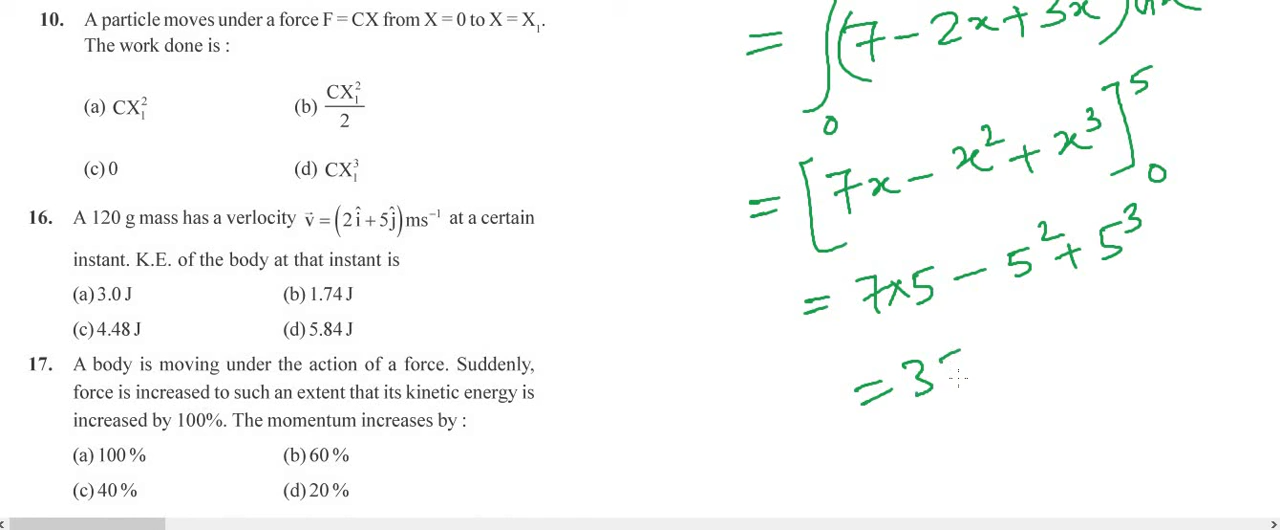 10. A particle moves under a force F = CX from X = 0 to X = X₁.
The work done is :
(a) CX₁² (b) CX₁²/2
(c) 0 (d) CX₁³
16. A 120 g mass has a verlocity v⃗ = (2î + 5ĵ) ms⁻¹ at a certain
instant. K.E. of the body at that instant is
(a) 3.0 J (b) 1.74 J
(c) 4.48 J (d) 5.84 J
17. A body is moving under the action of a force. Suddenly,
force is increased to such an extent that its kinetic energy is
increased by 100%. The momentum increases by :
(a) 100 % (b) 60 %
(c) 40 % (d) 20 %
= ∫₀ (7 - 2x + 3x )
= [7x - x² + x³]₀⁵
= 7×5 - 5² + 5³
= 3